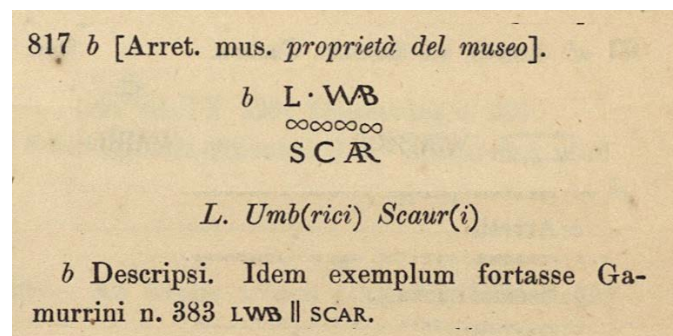 817 b [Arret. mus. proprietà del museo].
b L · VMB
∞∞∞∞∞
SCAR
L. Umb(rici) Scaur(i)
b Descripsi. Idem exemplum fortasse Ga-
murrini n. 383 LVMB || SCAR.